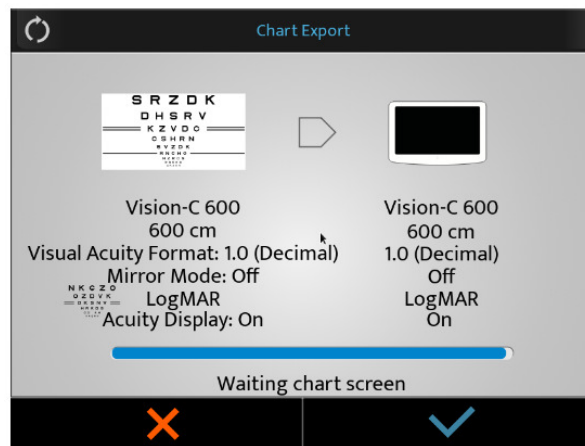 Chart Export
S R Z D K
D H S R V
K Z V D C
C S H R N
S V Z D K
Vision-C 600
600 cm
Visual Acuity Format: 1.0 (Decimal)
Mirror Mode: Off
LogMAR
Acuity Display: On
Vision-C 600
600 cm
1.0 (Decimal)
Off
LogMAR
On
N K C Z O
O Z D V K
Waiting chart screen